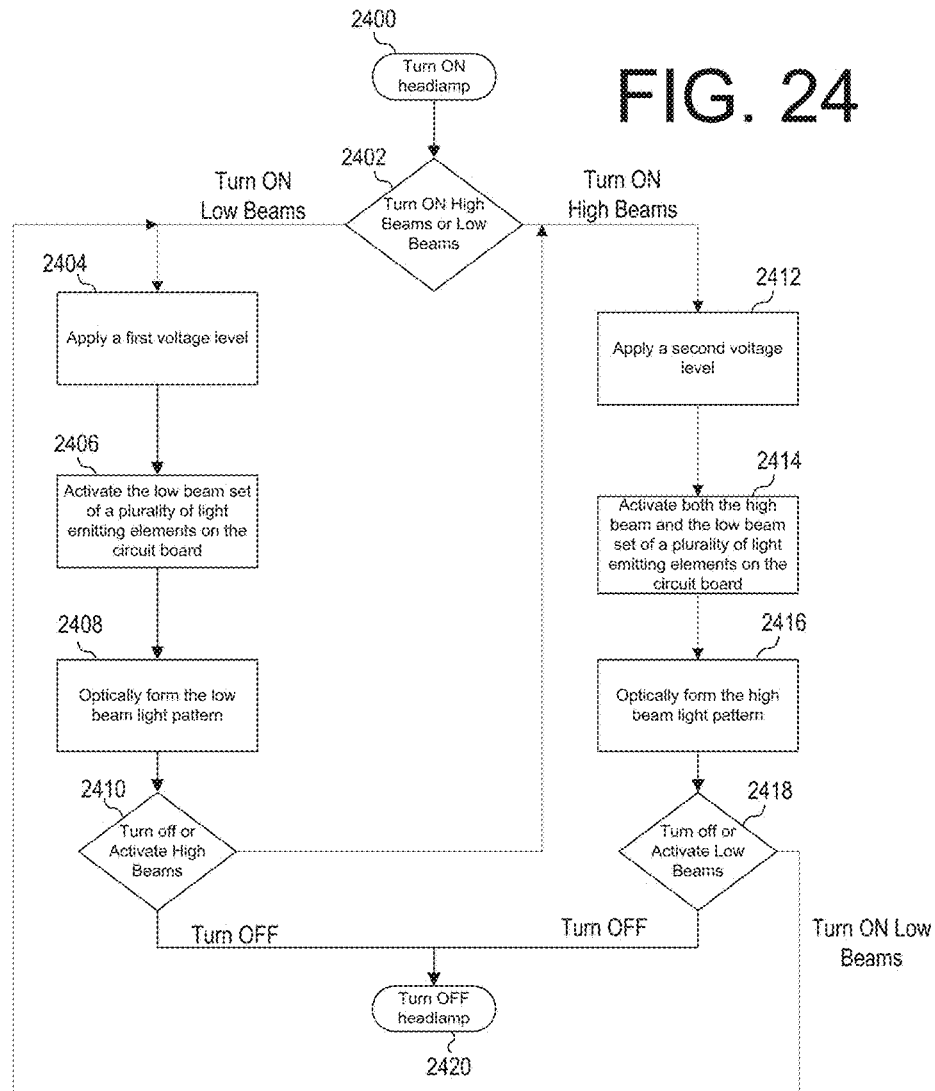 2400
Turn ON
headlamp
FIG. 24
2402
Turn ON
Low Beams
Turn ON High
Beams or Low
Beams
Turn ON
High Beams
2404
Apply a first voltage level
2412
Apply a second voltage
level
2406
Activate the low beam set
of a plurality of light
emitting elements on the
circuit board
2414
Activate both the high
beam and the low beam
set of a plurality of light
emitting elements on the
circuit board
2408
Optically form the low
beam light pattern
2416
Optically form the high
beam light pattern
2410
Turn off or
Activate High
Beams
2418
Turn off or
Activate Low
Beams
Turn OFF
Turn OFF
Turn ON Low
Beams
Turn OFF
headlamp
2420